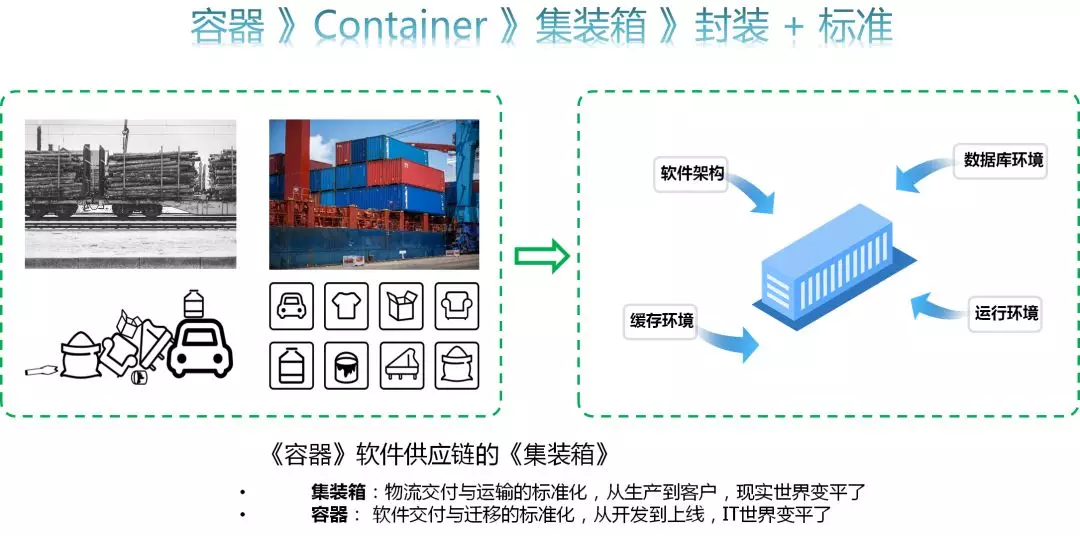 容器 》Container 》集装箱 》封装 + 标准
软件架构
数据库环境
缓存环境
运行环境
《容器》软件供应链的《集装箱》
• 集装箱：物流交付与运输的标准化，从生产到客户，现实世界变平了
• 容器： 软件交付与迁移的标准化，从开发到上线，IT世界变平了